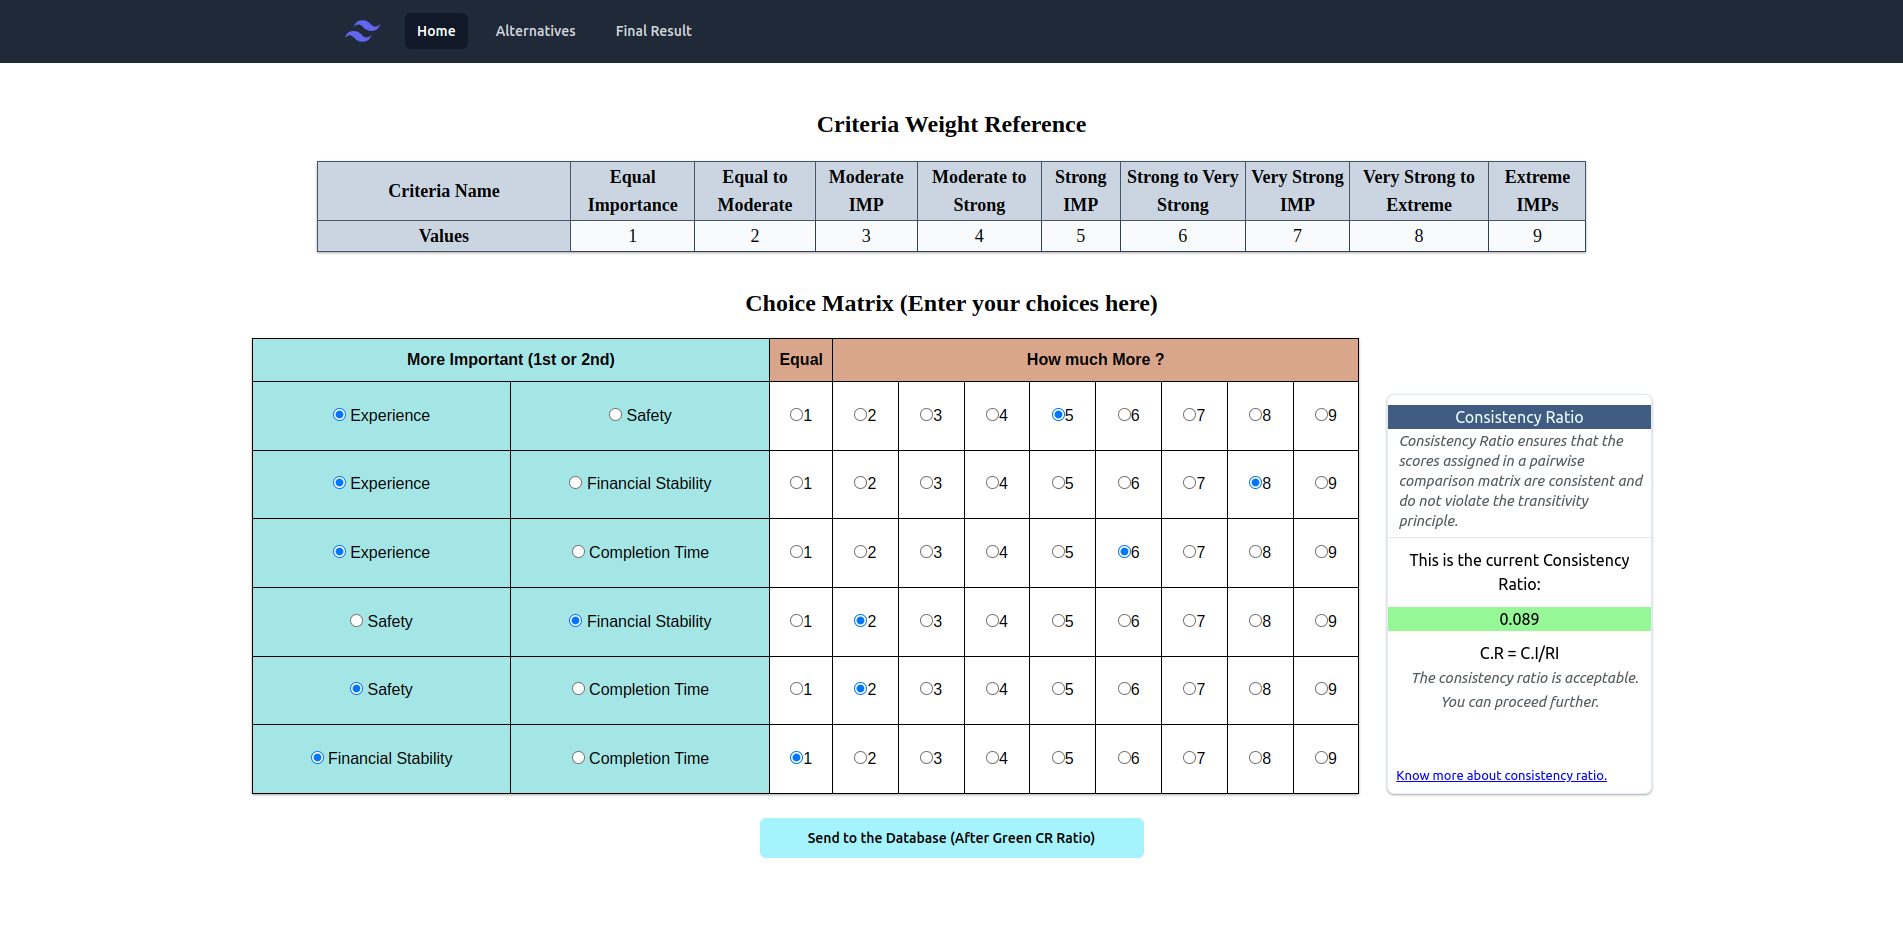 Home Alternatives Final Result
Criteria Weight Reference
Criteria Name Equal Importance Equal to Moderate Moderate IMP Moderate to Strong Strong IMP Strong to Very Strong Very Strong IMP Very Strong to Extreme Extreme IMPs
Values 1 2 3 4 5 6 7 8 9
Choice Matrix (Enter your choices here)
More Important (1st or 2nd) Equal How much More ?
Experience Safety 1 2 3 4 5 6 7 8 9
Experience Financial Stability 1 2 3 4 5 6 7 8 9
Experience Completion Time 1 2 3 4 5 6 7 8 9
Safety Financial Stability 1 2 3 4 5 6 7 8 9
Safety Completion Time 1 2 3 4 5 6 7 8 9
Financial Stability Completion Time 1 2 3 4 5 6 7 8 9
Consistency Ratio
Consistency Ratio ensures that the
scores assigned in a pairwise
comparison matrix are consistent and
do not violate the transitivity
principle.
This is the current Consistency
Ratio:
0.089
C.R = C.I/RI
The consistency ratio is acceptable.
You can proceed further.
Know more about consistency ratio.
Send to the Database (After Green CR Ratio)